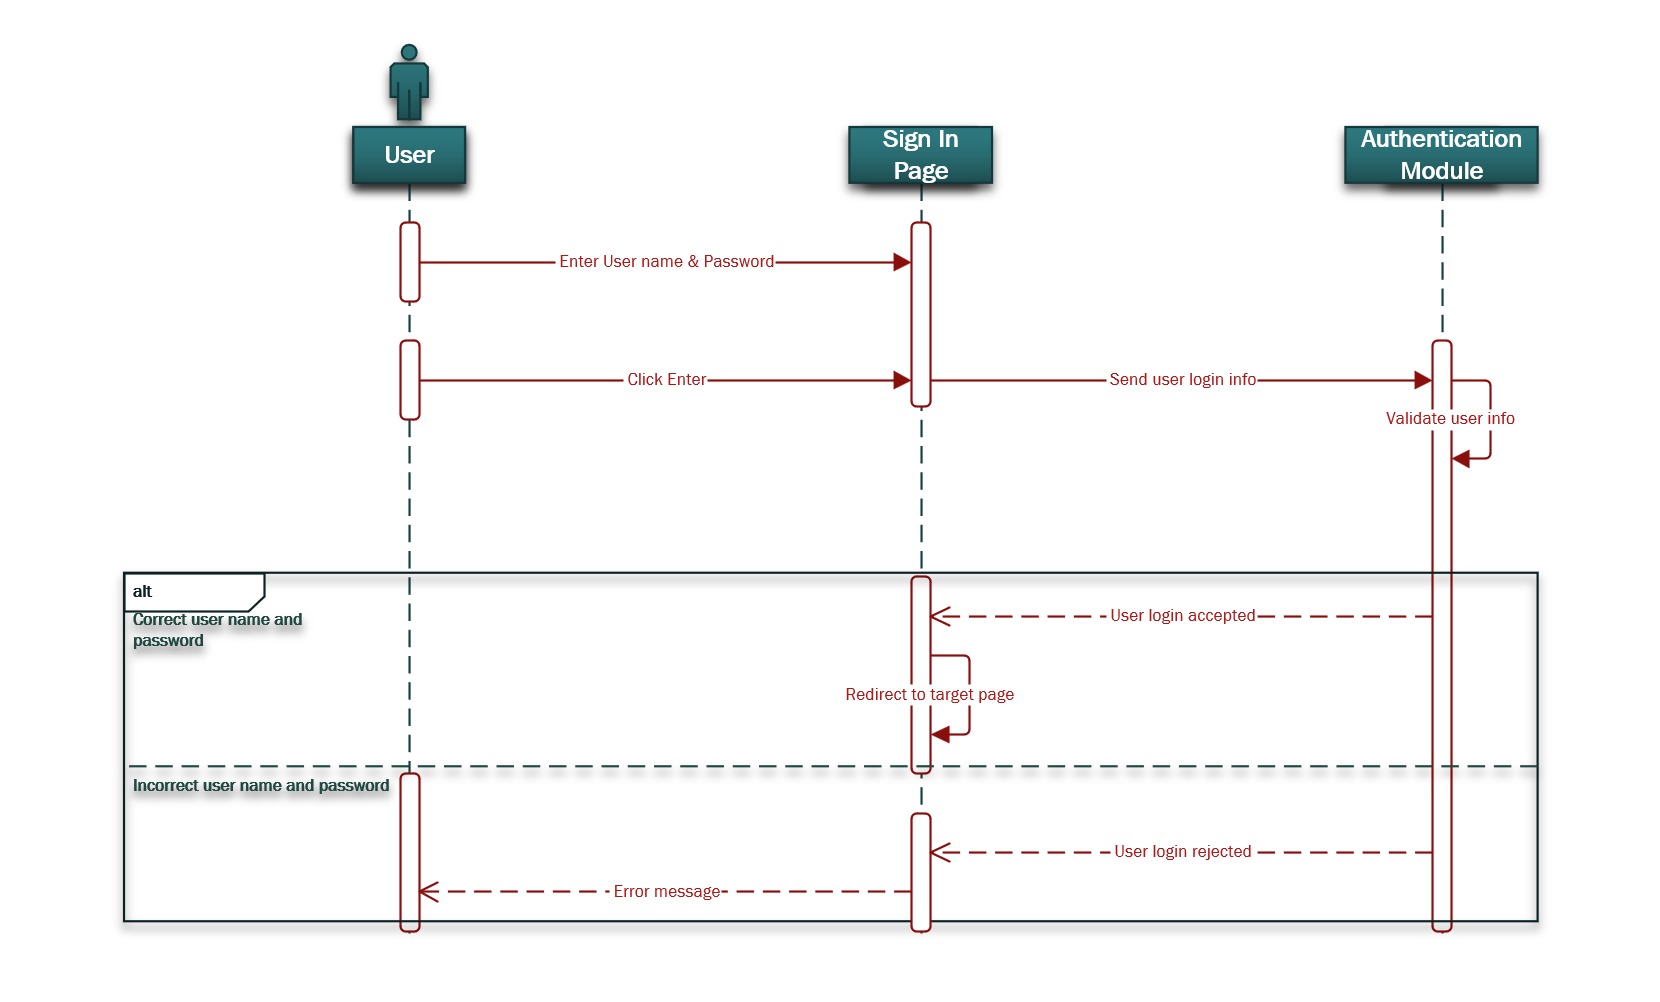 User
Sign In
Page
Authentication
Module
Enter User name & Password
Click Enter
Send user login info
Validate user info
alt
Correct user name and
password
User login accepted
Redirect to target page
Incorrect user name and password
User login rejected
Error message